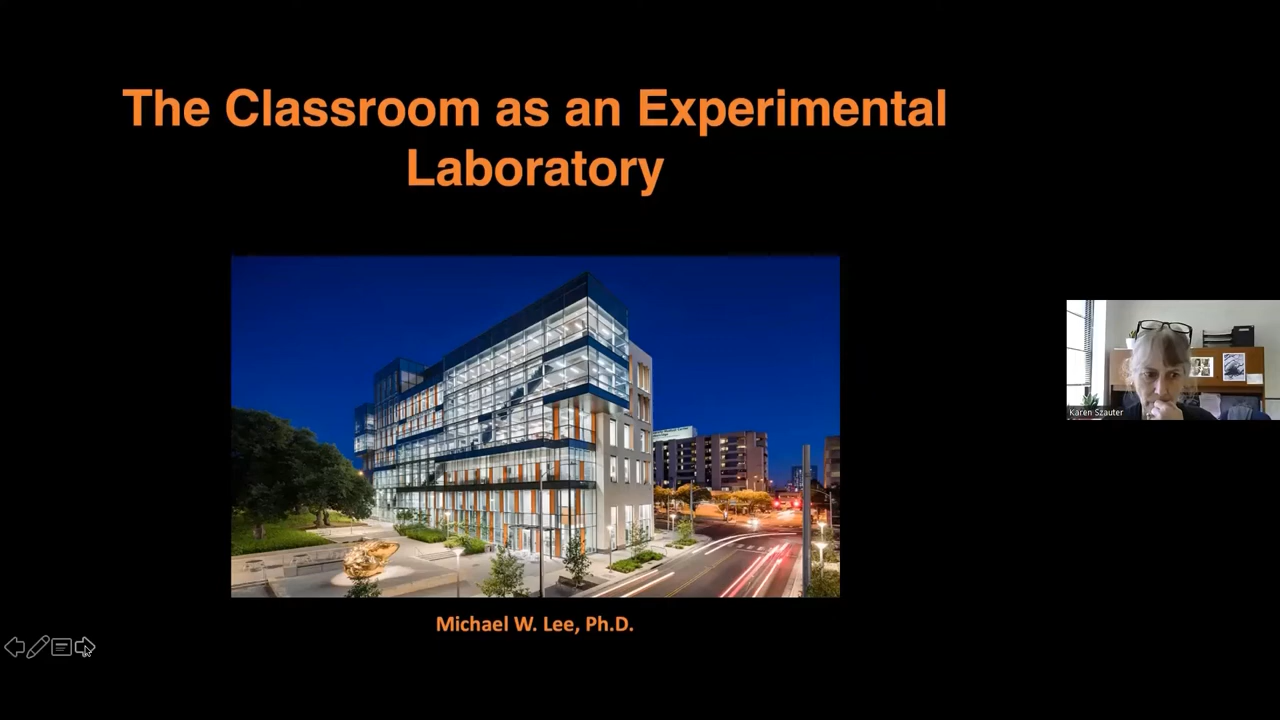 The Classroom as an Experimental
Laboratory
Karen Szauter
Michael W. Lee, Ph.D.